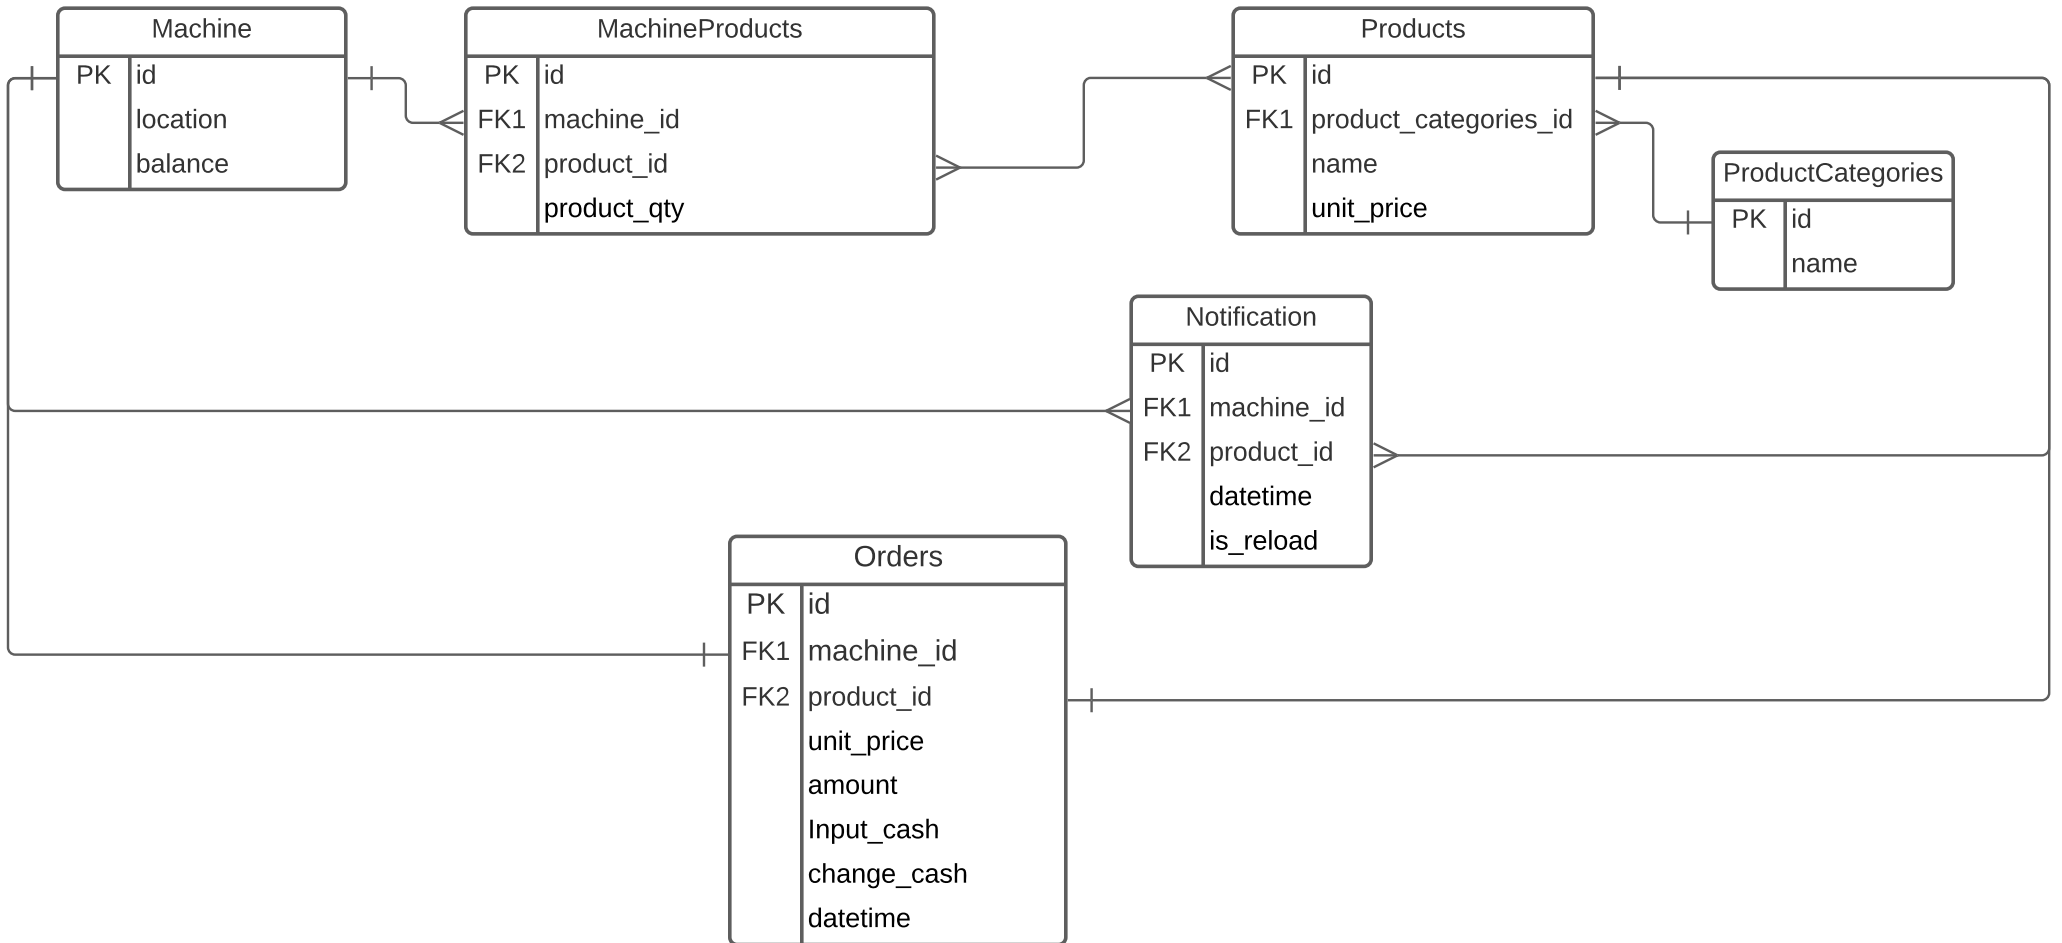 Machine
PK id
location
balance
MachineProducts
PK id
FK1 machine_id
FK2 product_id
product_qty
Products
PK id
FK1 product_categories_id
name
unit_price
ProductCategories
PK id
name
Notification
PK id
FK1 machine_id
FK2 product_id
datetime
is_reload
Orders
PK id
FK1 machine_id
FK2 product_id
unit_price
amount
Input_cash
change_cash
datetime